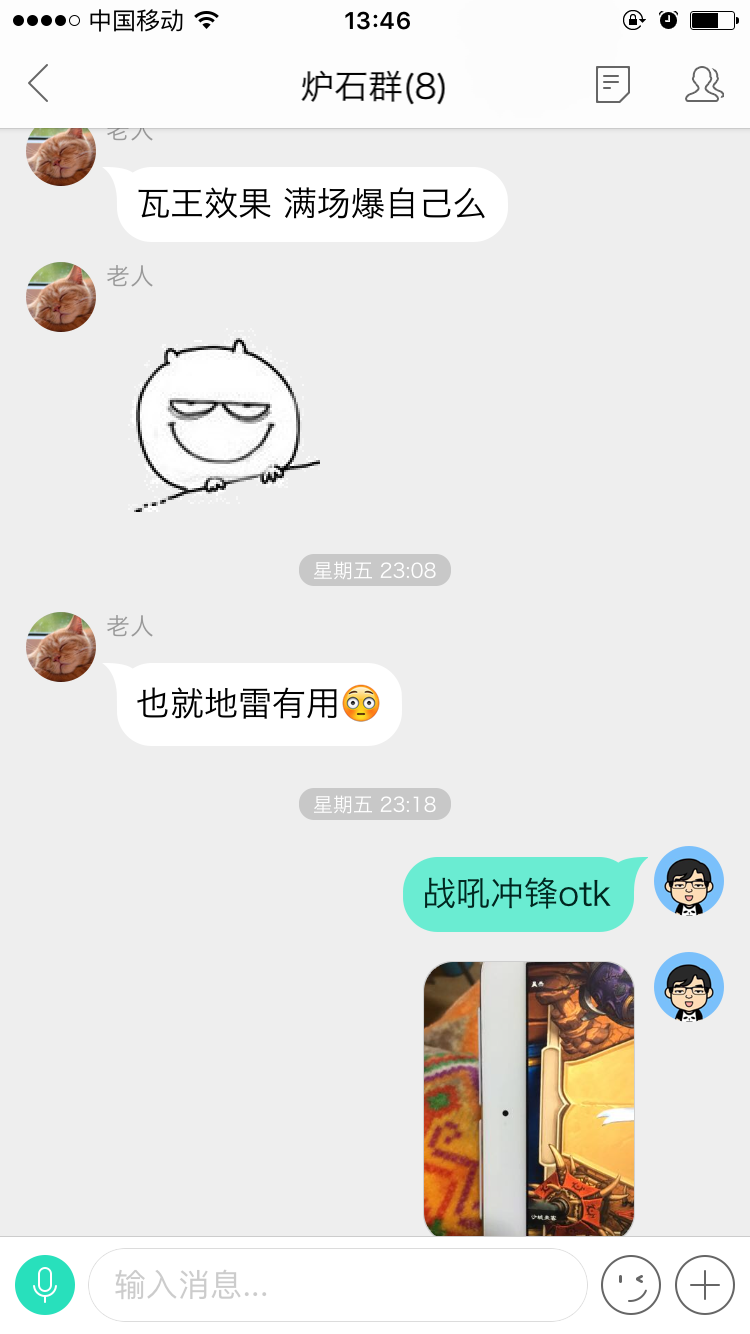 中国移动
13:46
炉石群(8)
老人
瓦王效果 满场爆自己么
老人
星期五 23:08
老人
也就地雷有用😳
星期五 23:18
战吼冲锋otk
输入消息...